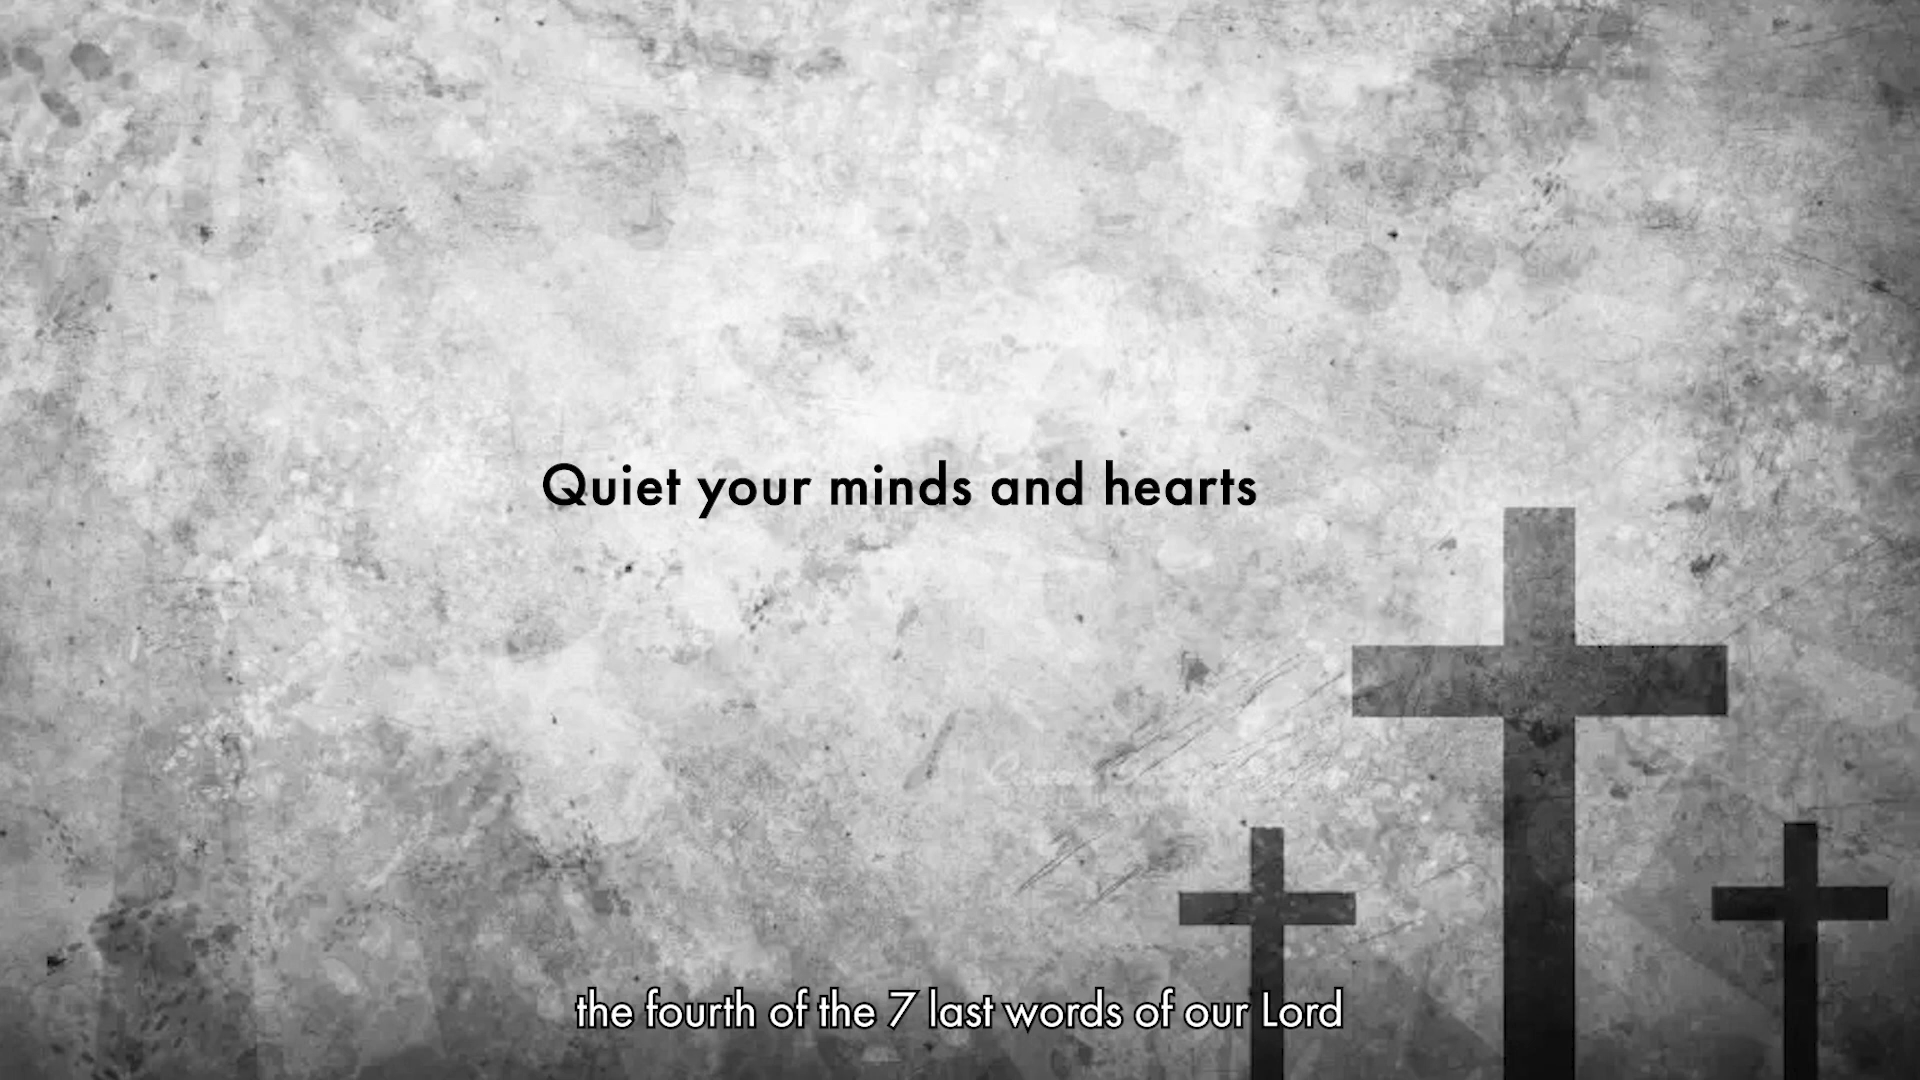 Quiet your minds and hearts
the fourth of the 7 last words of our Lord